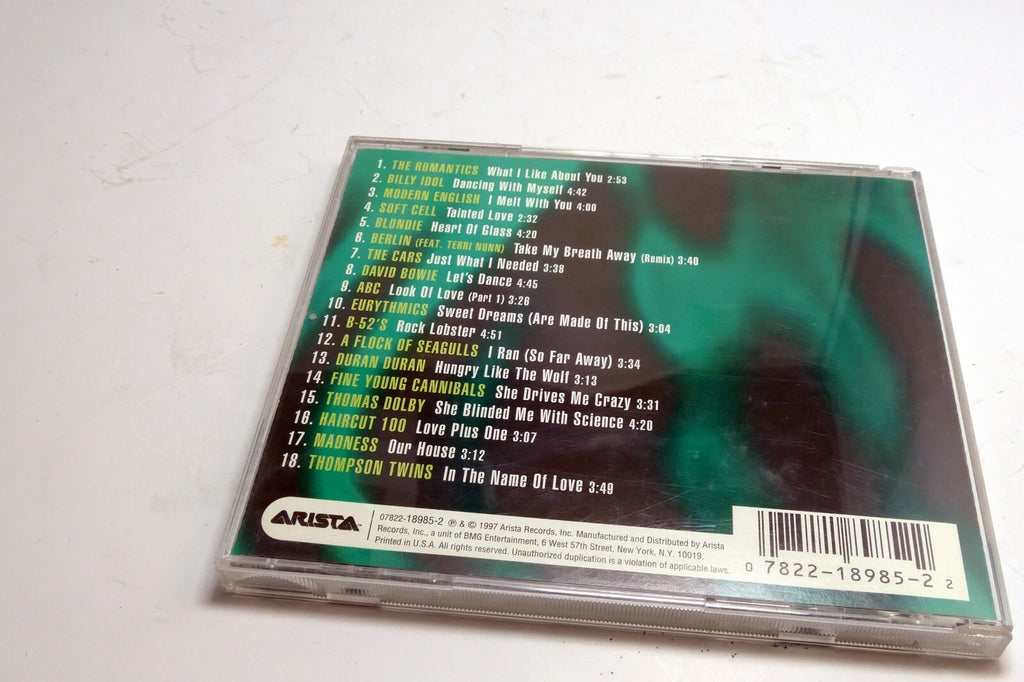 1. THE ROMANTICS What I Like About You 2:53
2. BILLY IDOL Dancing With Myself 4:42
3. MODERN ENGLISH I Melt With You 4:00
4. SOFT CELL Tainted Love 2:32
5. BLONDIE Heart Of Glass 4:20
6. BERLIN (FEAT. TERRI NUNN) Take My Breath Away (Remix) 3:40
7. THE CARS Just What I Needed 3:38
8. DAVID BOWIE Let's Dance 4:45
9. ABC Look Of Love (Part 1) 3:26
10. EURYTHMICS Sweet Dreams (Are Made Of This) 3:04
11. B-52'S Rock Lobster 4:51
12. A FLOCK OF SEAGULLS I Ran (So Far Away) 3:34
13. DURAN DURAN Hungry Like The Wolf 3:13
14. FINE YOUNG CANNIBALS She Drives Me Crazy 3:31
15. THOMAS DOLBY She Blinded Me With Science 4:20
16. HAIRCUT 100 Love Plus One 3:07
17. MADNESS Our House 3:12
18. THOMPSON TWINS In The Name Of Love 3:49
ARISTA
07822-18985-2 ℗ & © 1997 Arista Records, Inc. Manufactured and Distributed by Arista
Records, Inc., a unit of BMG Entertainment, 6 West 57th Street, New York, N.Y. 10019.
Printed in U.S.A. All rights reserved. Unauthorized duplication is a violation of applicable laws.
0 7822-18985-2 2